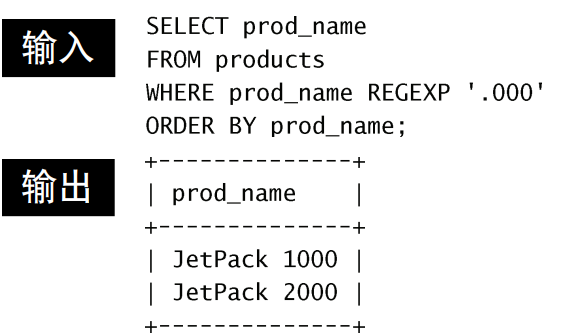 输入
SELECT prod_name
FROM products
WHERE prod_name REGEXP '.000'
ORDER BY prod_name;
输出
+--------------+
| prod_name    |
+--------------+
| JetPack 1000 |
| JetPack 2000 |
+--------------+